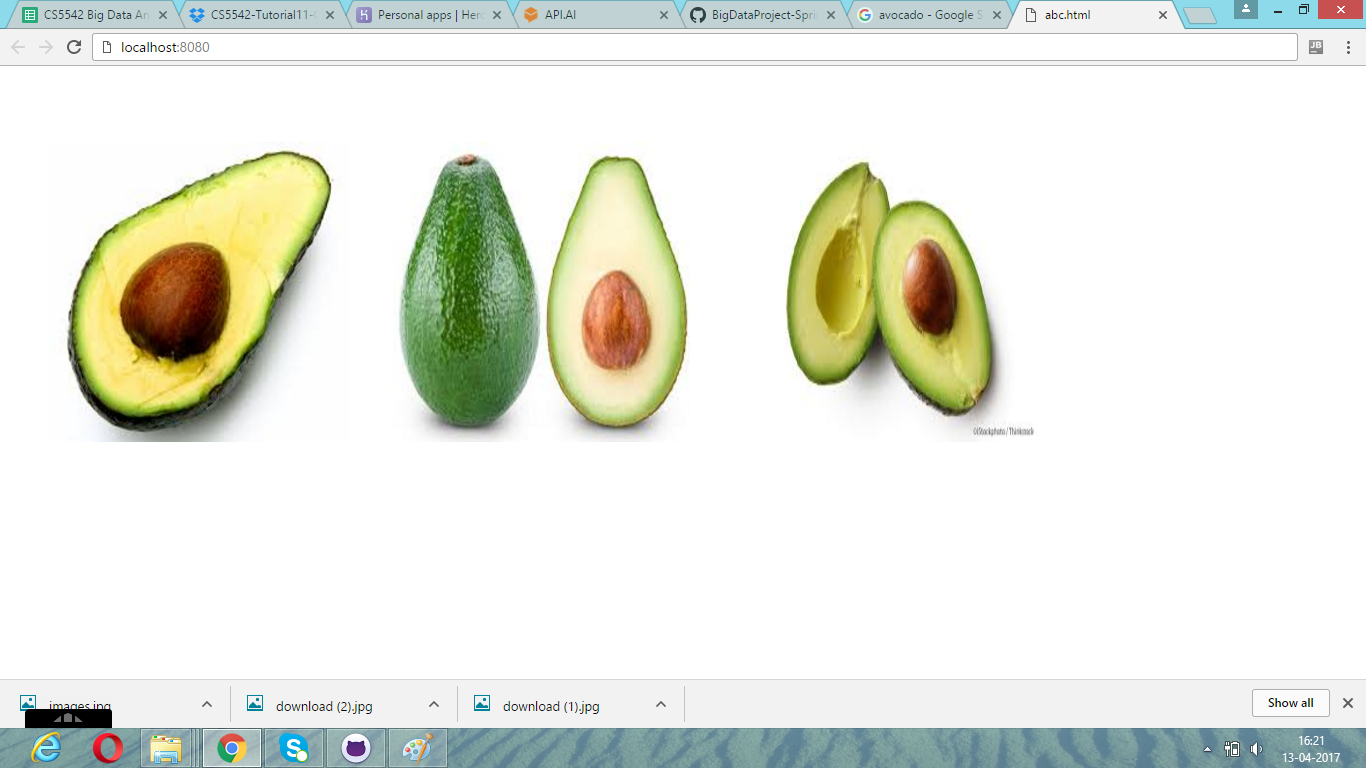 CS5542 Big Data An
CS5542-Tutorial11-
Personal apps | Hero
API.AI
BigDataProject-Spri
avocado - Google S
abc.html
localhost:8080
JB
©iStockphoto / Thinkstock
images.jpg
download (2).jpg
download (1).jpg
Show all
16:21
13-04-2017